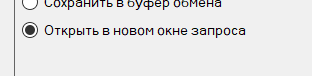 Сохранить в буфер обмена
Открыть в новом окне запроса